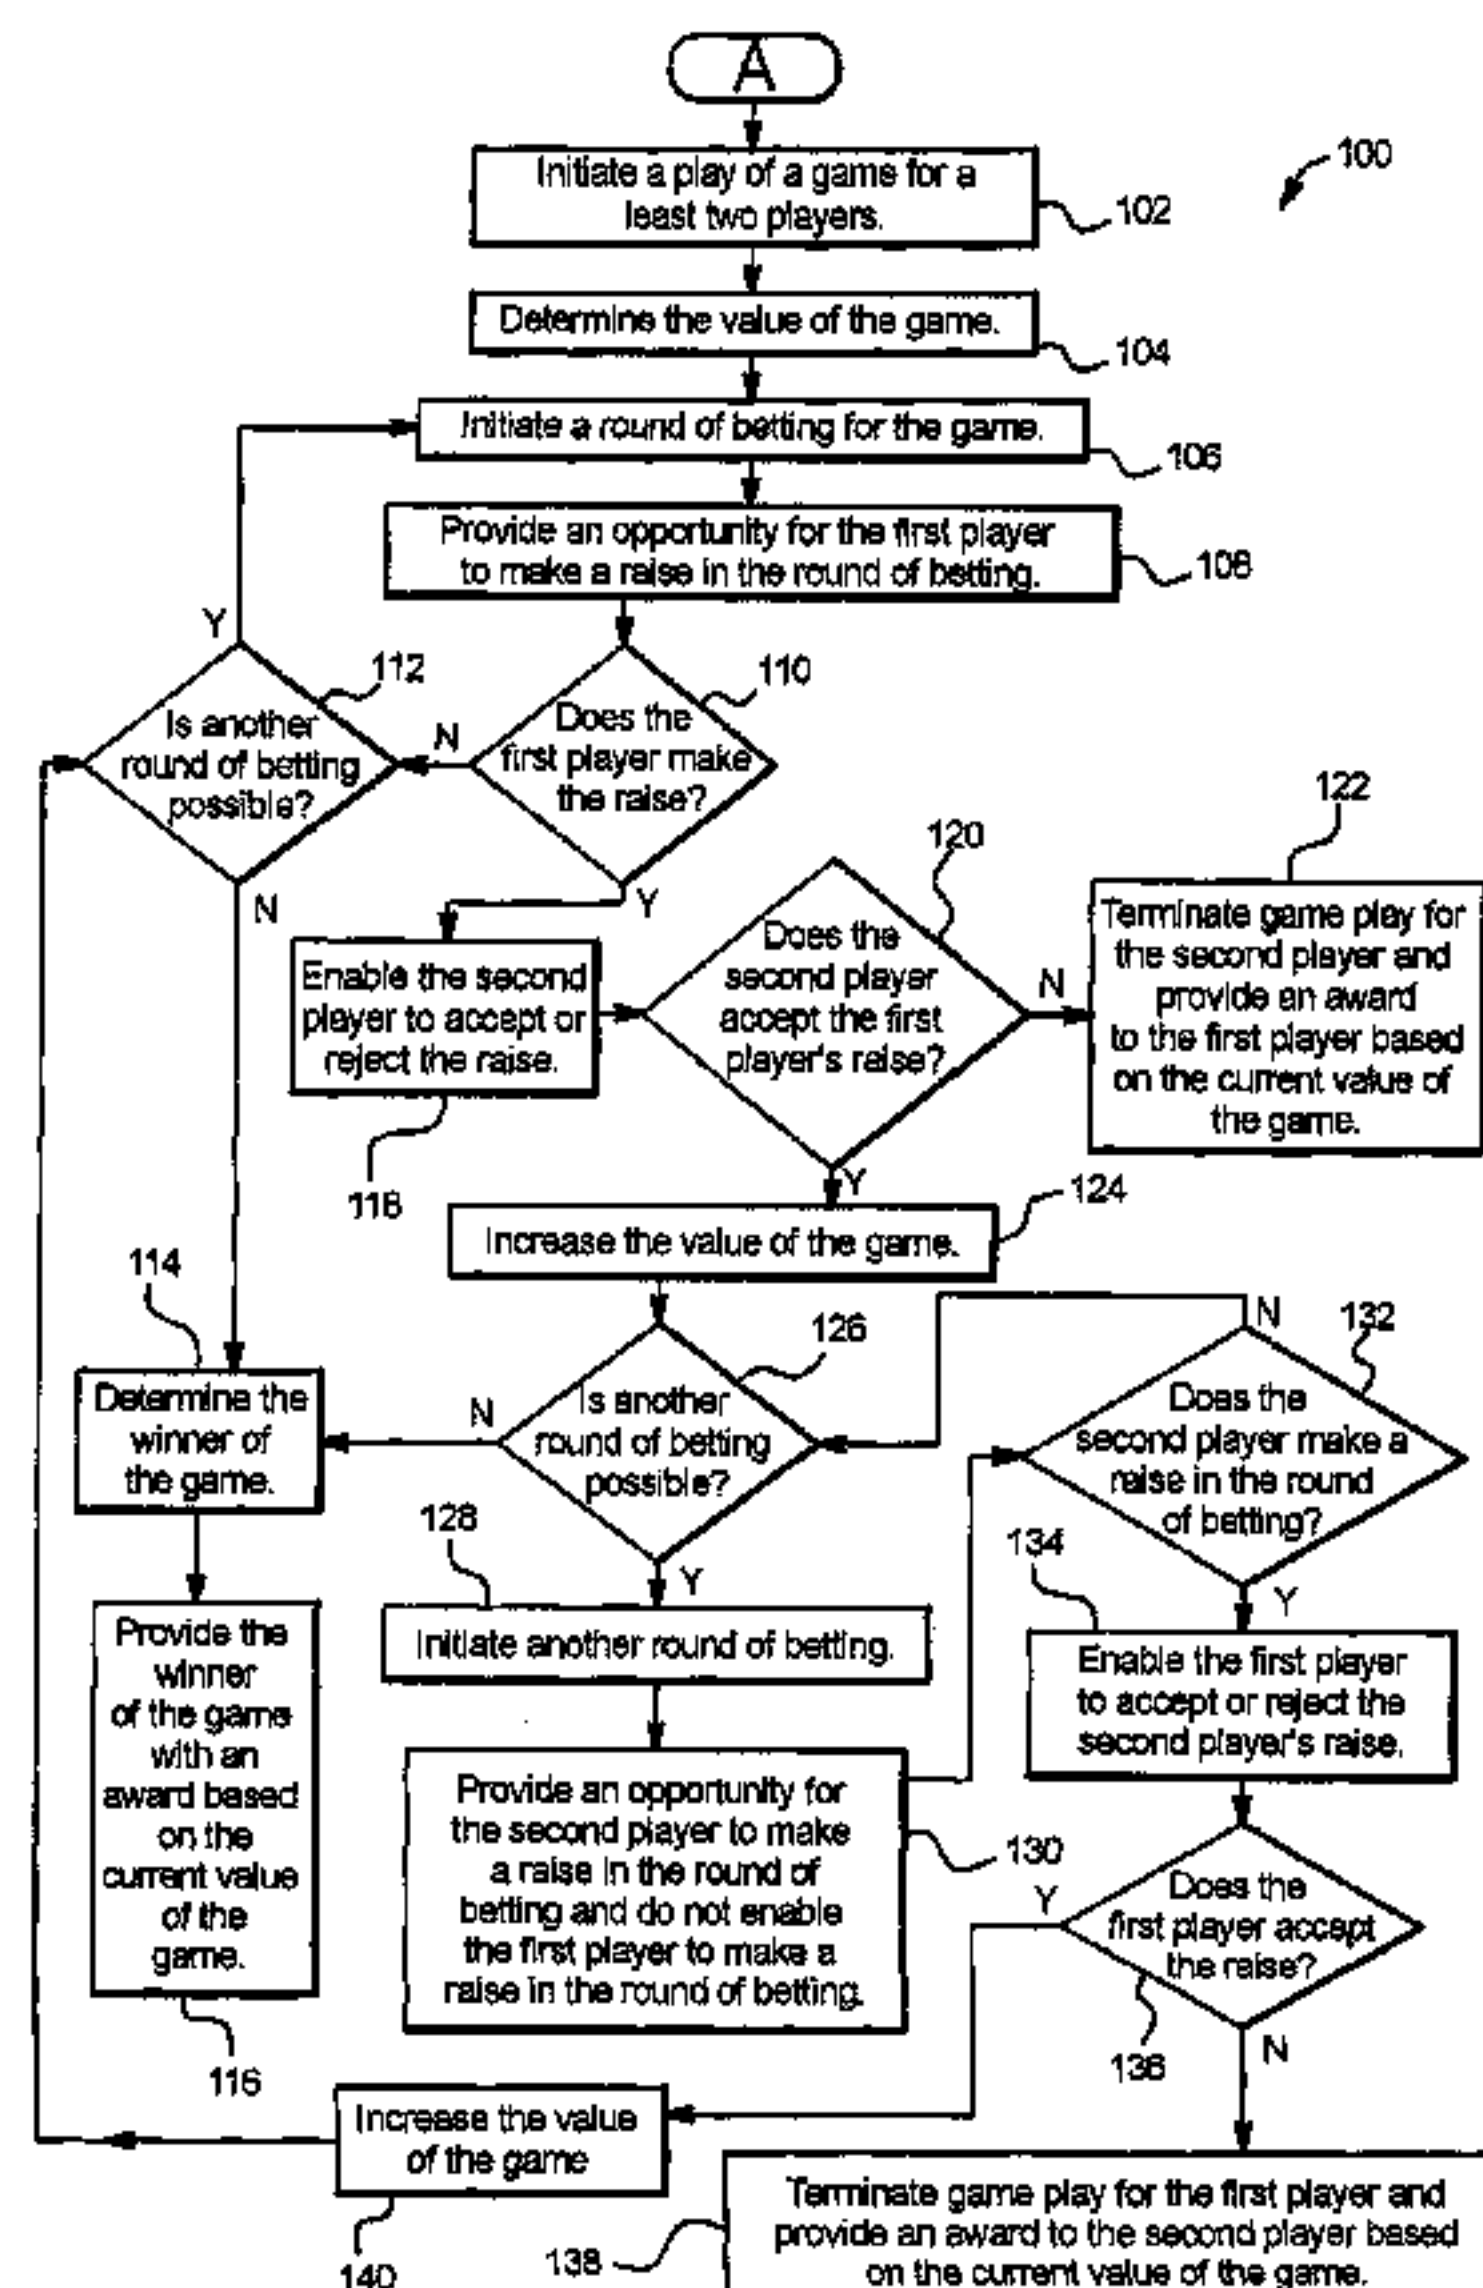 A
100
Initiate a play of a game for a
least two players.
102
Determine the value of the game.
104
Initiate a round of betting for the game.
106
Provide an opportunity for the first player
to make a raise in the round of betting.
108
Y
112
Is another
round of betting
possible?
N
110
Does the
first player make
the raise?
N
Y
122
120
Terminate game play for
the second player and
provide an award
to the first player based
on the current value of
the game.
Does the
second player
accept the first
player's raise?
N
Enable the second
player to accept or
reject the raise.
118
Y
124
Increase the value of the game.
114
Determine the
winner of
the game.
126
N
Is another
round of betting
possible?
N
132
Does the
second player make a
raise in the round
of betting?
128
Y
134
Y
Initiate another round of betting.
Provide the
winner
of the game
with an
award based
on the
current value
of the
game.
116
Enable the first player
to accept or reject the
second player's raise.
Provide an opportunity for
the second player to make
a raise in the round of
betting and do not enable
the first player to make a
raise in the round of betting.
130
Y
Does the
first player accept
the raise?
136
N
Increase the value
of the game
140
138
Terminate game play for the first player and
provide an award to the second player based
on the current value of the game.